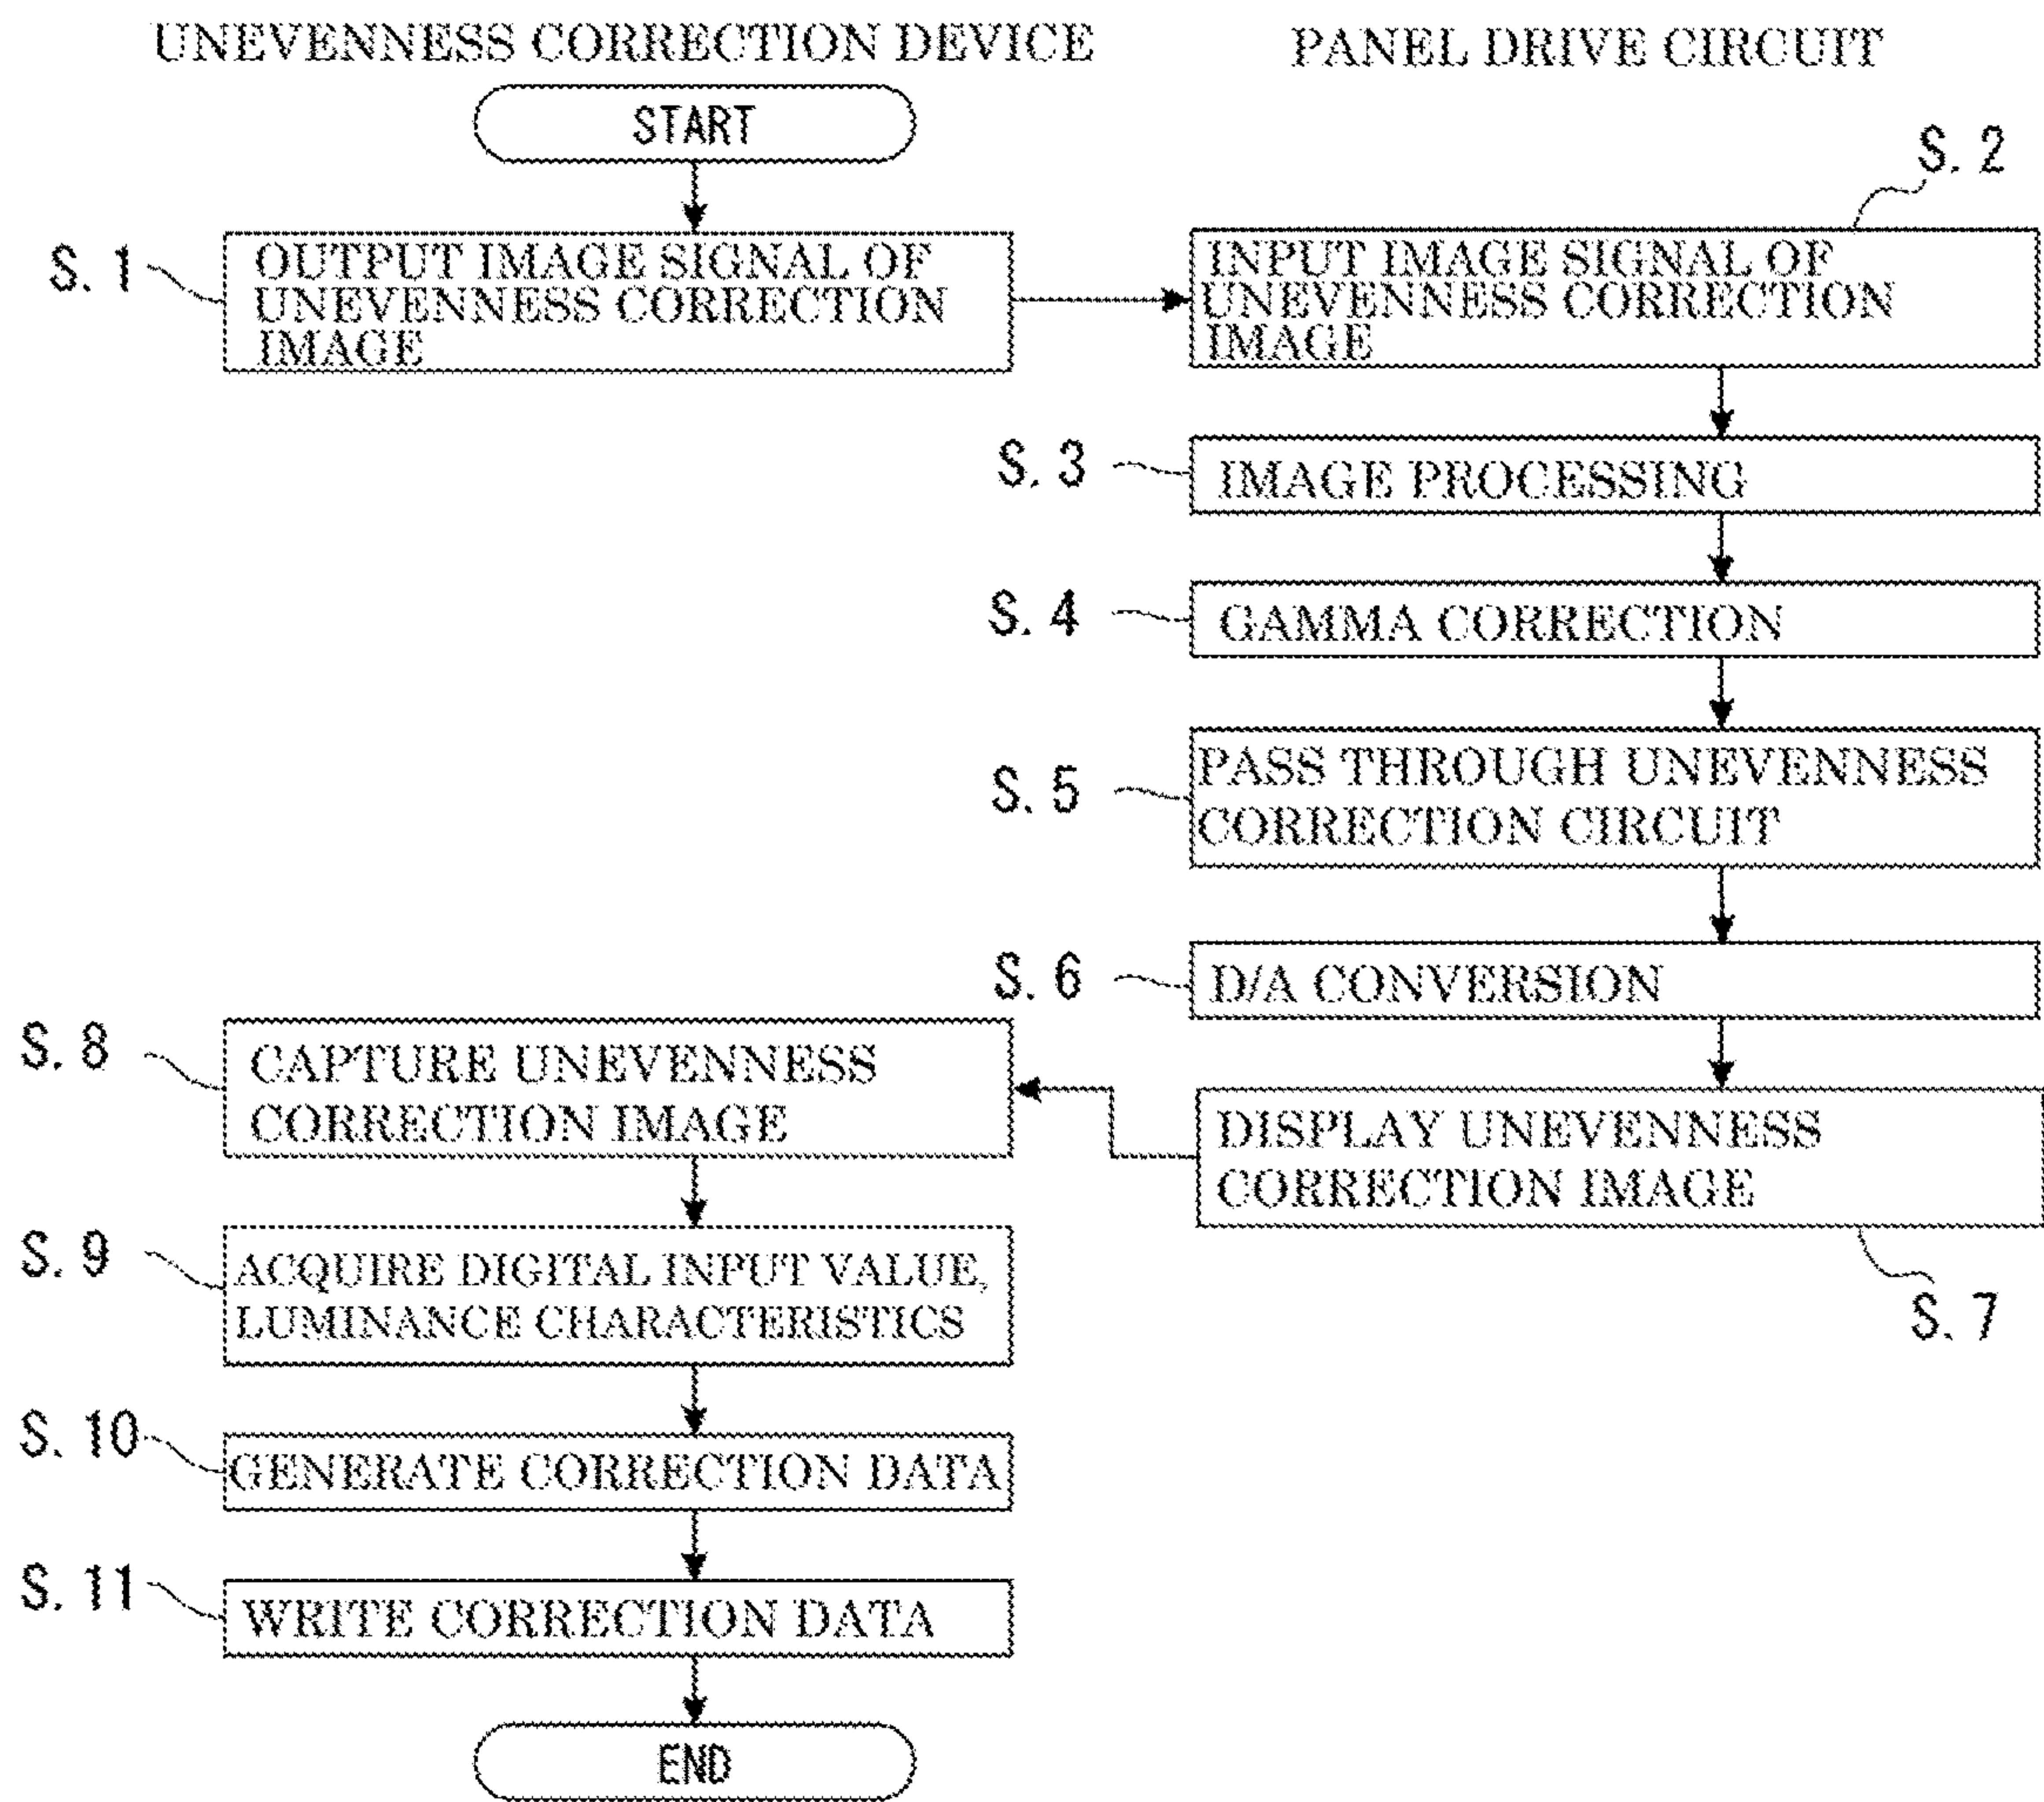 UNEVENNESS CORRECTION DEVICE
PANEL DRIVE CIRCUIT
START
S. 1
OUTPUT IMAGE SIGNAL OF
UNEVENNESS CORRECTION
IMAGE
S. 2
INPUT IMAGE SIGNAL OF
UNEVENNESS CORRECTION
IMAGE
S. 3
IMAGE PROCESSING
S. 4
GAMMA CORRECTION
S. 5
PASS THROUGH UNEVENNESS
CORRECTION CIRCUIT
S. 6
D/A CONVERSION
DISPLAY UNEVENNESS
CORRECTION IMAGE
S. 7
S. 8
CAPTURE UNEVENNESS
CORRECTION IMAGE
S. 9
ACQUIRE DIGITAL INPUT VALUE,
LUMINANCE CHARACTERISTICS
S. 10
GENERATE CORRECTION DATA
S. 11
WRITE CORRECTION DATA
END